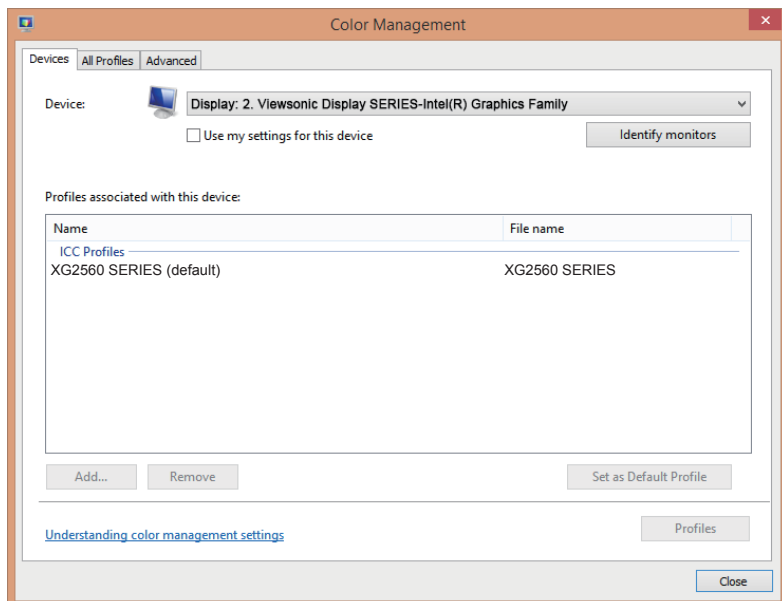 Color Management
Devices All Profiles Advanced
Device: Display: 2. Viewsonic Display SERIES-Intel(R) Graphics Family
Use my settings for this device Identify monitors
Profiles associated with this device:
Name File name
ICC Profiles
XG2560 SERIES (default) XG2560 SERIES
Add... Remove Set as Default Profile
Understanding color management settings Profiles
Close